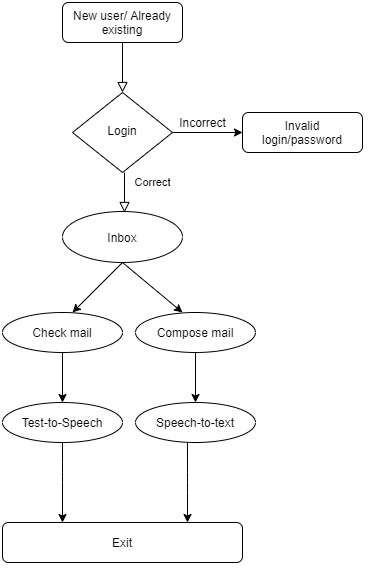 New user/ Already
existing
Login
Incorrect
Invalid
login/password
Correct
Inbox
Check mail
Compose mail
Test-to-Speech
Speech-to-text
Exit